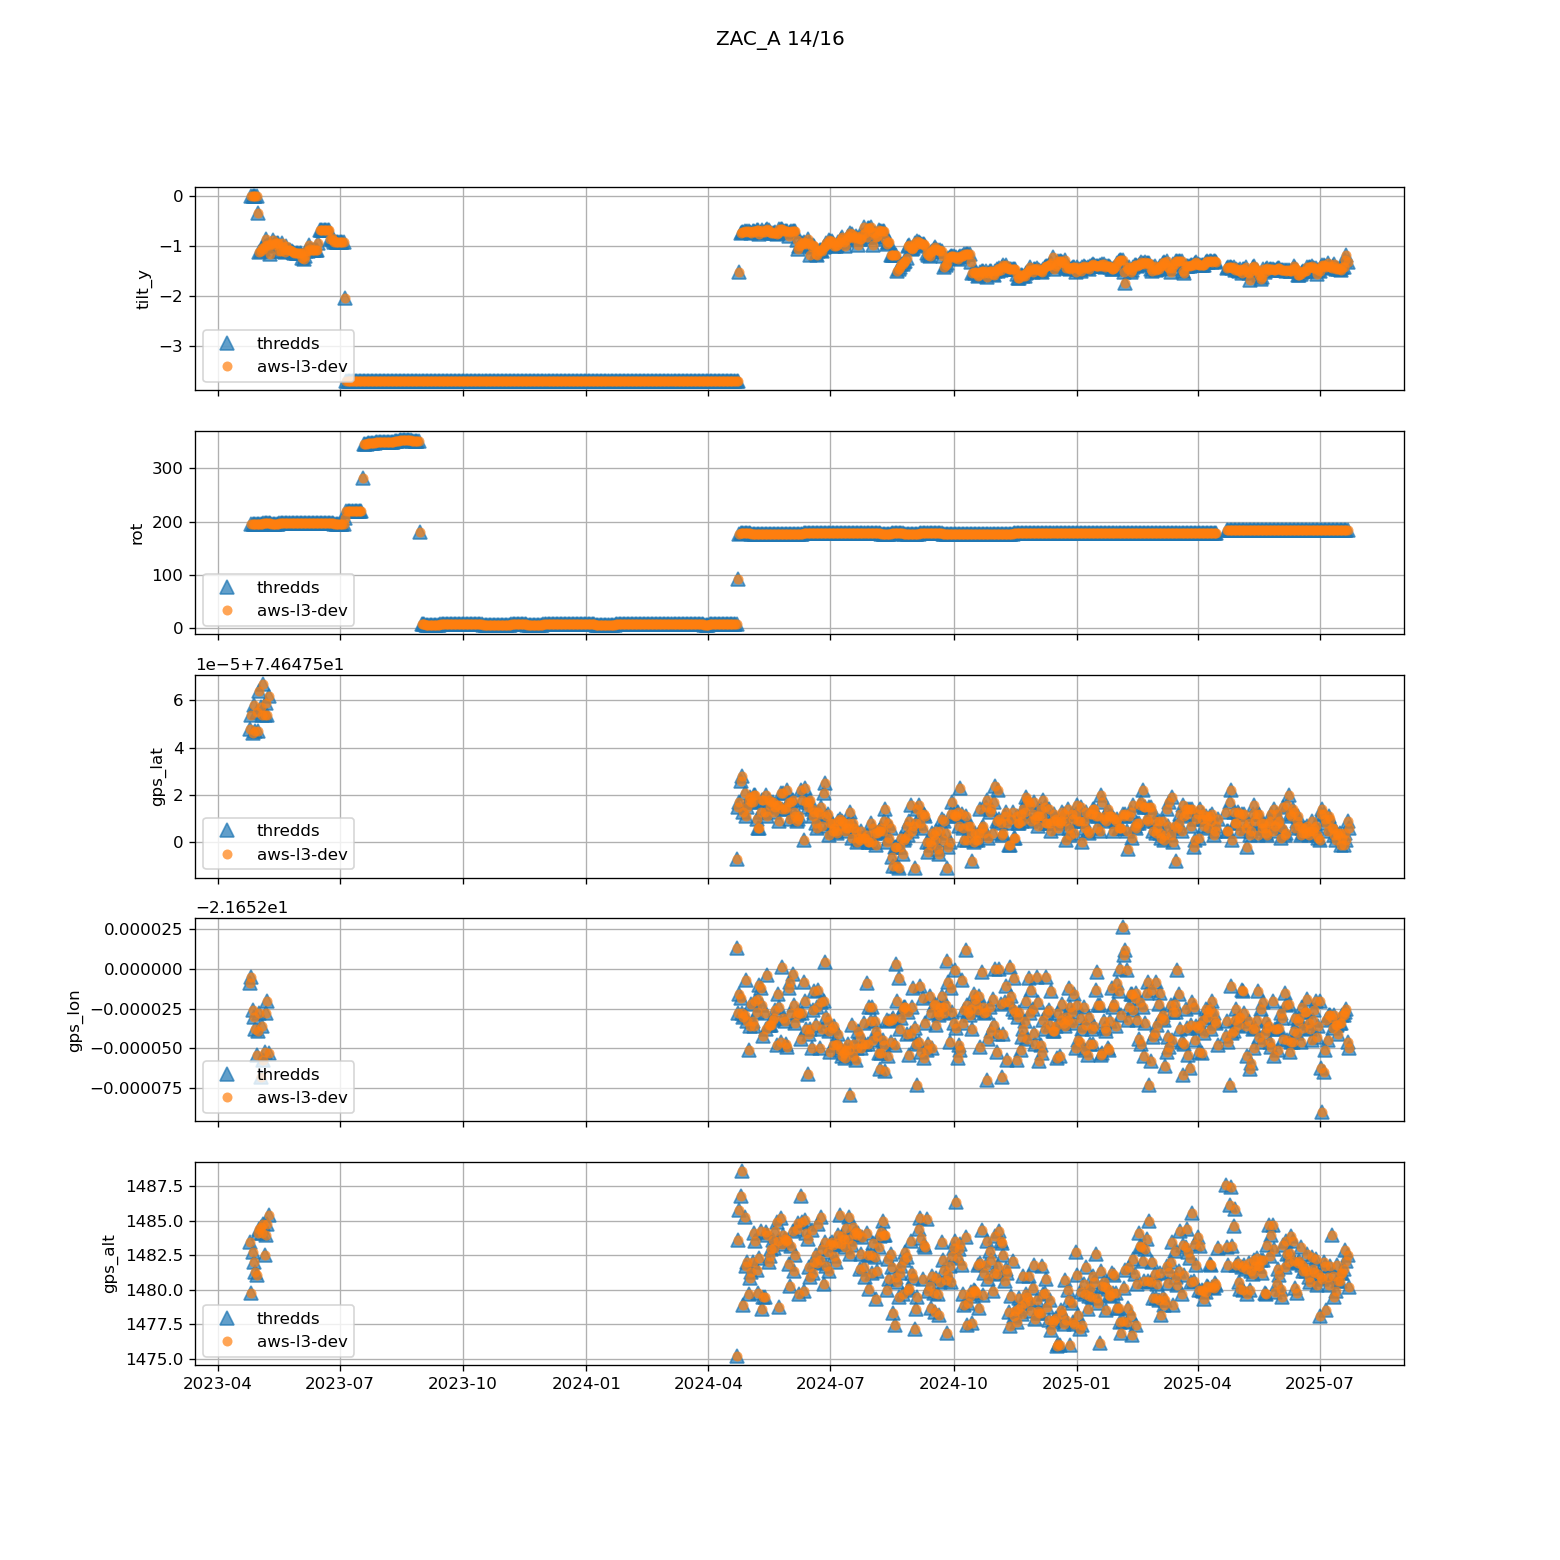 ZAC_A 14/16
0
−1
−2
−3
tilt_y
thredds
aws-l3-dev
300
200
100
0
rot
thredds
aws-l3-dev
1e−5+7.46475e1
6
4
2
0
gps_lat
thredds
aws-l3-dev
−2.1652e1
0.000025
0.000000
−0.000025
−0.000050
−0.000075
gps_lon
thredds
aws-l3-dev
1487.5
1485.0
1482.5
1480.0
1477.5
1475.0
gps_alt
thredds
aws-l3-dev
2023-04 2023-07 2023-10 2024-01 2024-04 2024-07 2024-10 2025-01 2025-04 2025-07